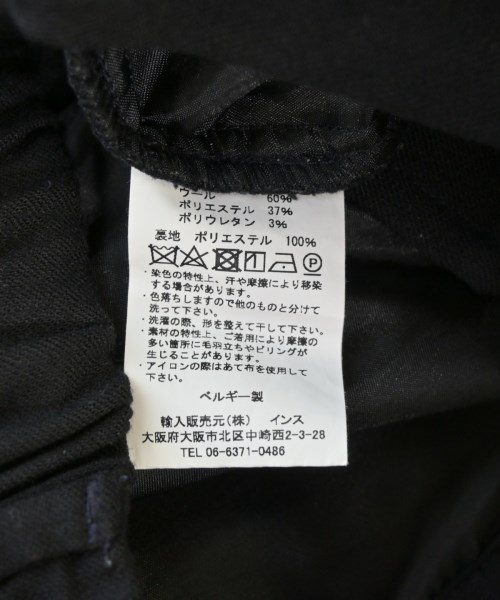 ウール 60%
ポリエステル 37%
ポリウレタン 3%
裏地 ポリエステル 100%
P
・染色の特性上、汗や摩擦により移染
する場合があります。
・色落ちしますので他のものと分けて
洗って下さい。
・洗濯の際、形を整えて干して下さい。
・素材の特性上、ご着用により摩擦の
多い箇所に毛羽立ちやピリングが
生じることがあります。
・アイロンの際はあて布を使用して
下さい。
ベルギー製
輸入販売元(株) インス
大阪府大阪市北区中崎西2-3-28
TEL 06-6371-0486